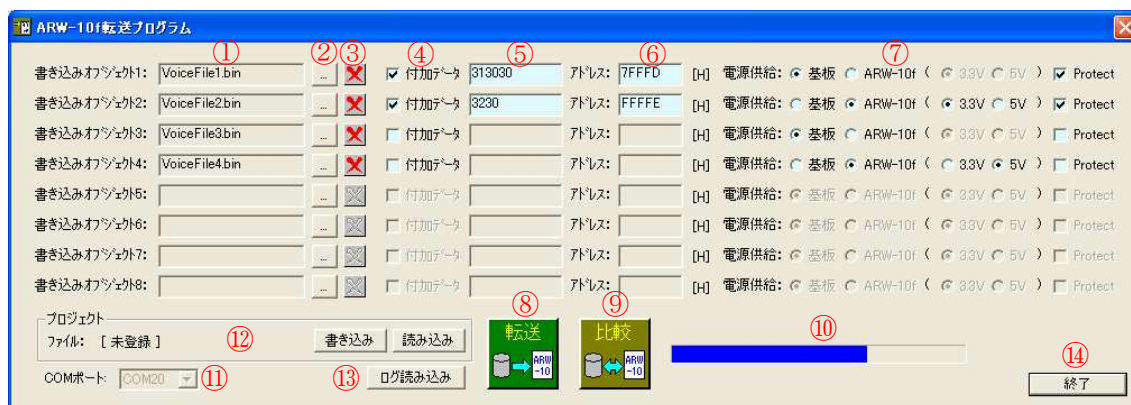 ARW-10f転送プログラム
① ② ③ ④ ⑤ ⑥ ⑦
書き込みオブジェクト1: VoiceFile1.bin ... 付加データ 313030 アドレス: 7FFFD [H] 電源供給: 基板 ARW-10f ( 3.3V 5V ) Protect
書き込みオブジェクト2: VoiceFile2.bin ... 付加データ 3230 アドレス: FFFFE [H] 電源供給: 基板 ARW-10f ( 3.3V 5V ) Protect
書き込みオブジェクト3: VoiceFile3.bin ... 付加データ アドレス: [H] 電源供給: 基板 ARW-10f ( 3.3V 5V ) Protect
書き込みオブジェクト4: VoiceFile4.bin ... 付加データ アドレス: [H] 電源供給: 基板 ARW-10f ( 3.3V 5V ) Protect
書き込みオブジェクト5: ... 付加データ アドレス: [H] 電源供給: 基板 ARW-10f ( 3.3V 5V ) Protect
書き込みオブジェクト6: ... 付加データ アドレス: [H] 電源供給: 基板 ARW-10f ( 3.3V 5V ) Protect
書き込みオブジェクト7: ... 付加データ アドレス: [H] 電源供給: 基板 ARW-10f ( 3.3V 5V ) Protect
書き込みオブジェクト8: ... 付加データ アドレス: [H] 電源供給: 基板 ARW-10f ( 3.3V 5V ) Protect
⑧ ⑨
プロジェクト
ファイル: [ 未登録 ] ⑫ 書き込み 読み込み
転送
ARW
-10
比較
ARW
-10
⑩
COMポート: COM20 ⑪ ⑬ ログ読み込み
⑭
終了